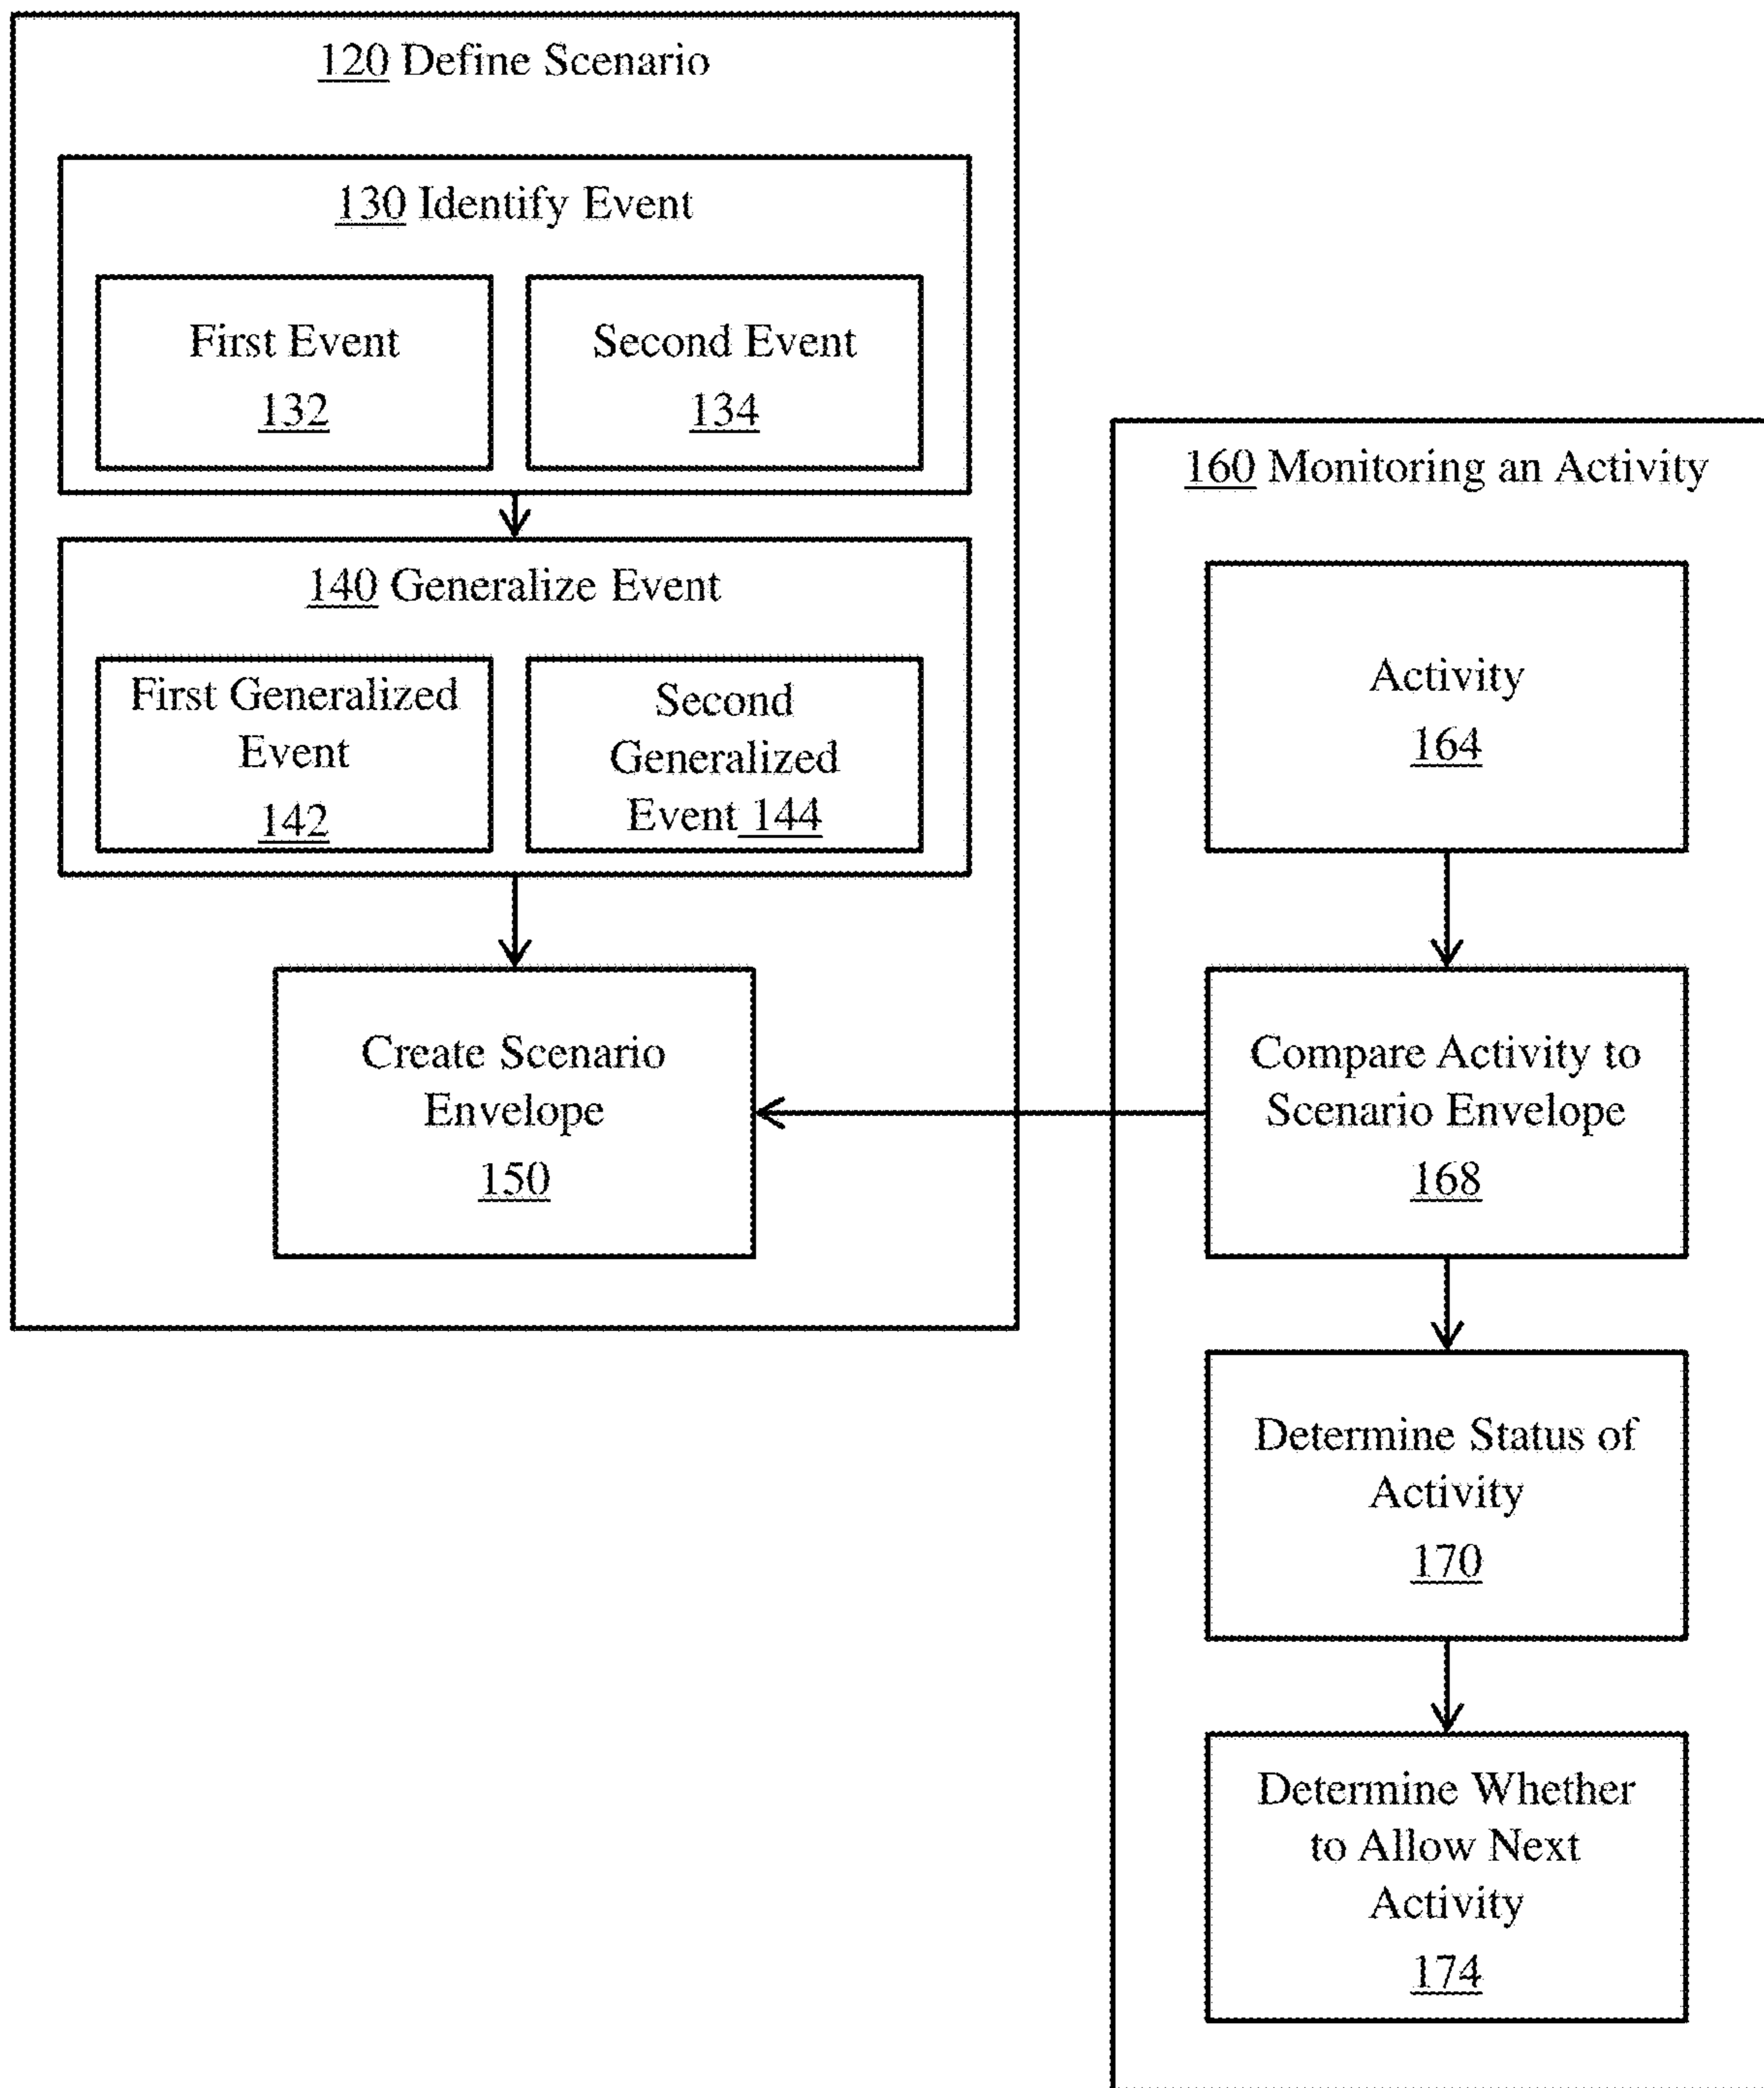 120 Define Scenario
130 Identify Event
First Event
132
Second Event
134
140 Generalize Event
First Generalized
Event
142
Second
Generalized
Event 144
Create Scenario
Envelope
150
160 Monitoring an Activity
Activity
164
Compare Activity to
Scenario Envelope
168
Determine Status of
Activity
170
Determine Whether
to Allow Next
Activity
174